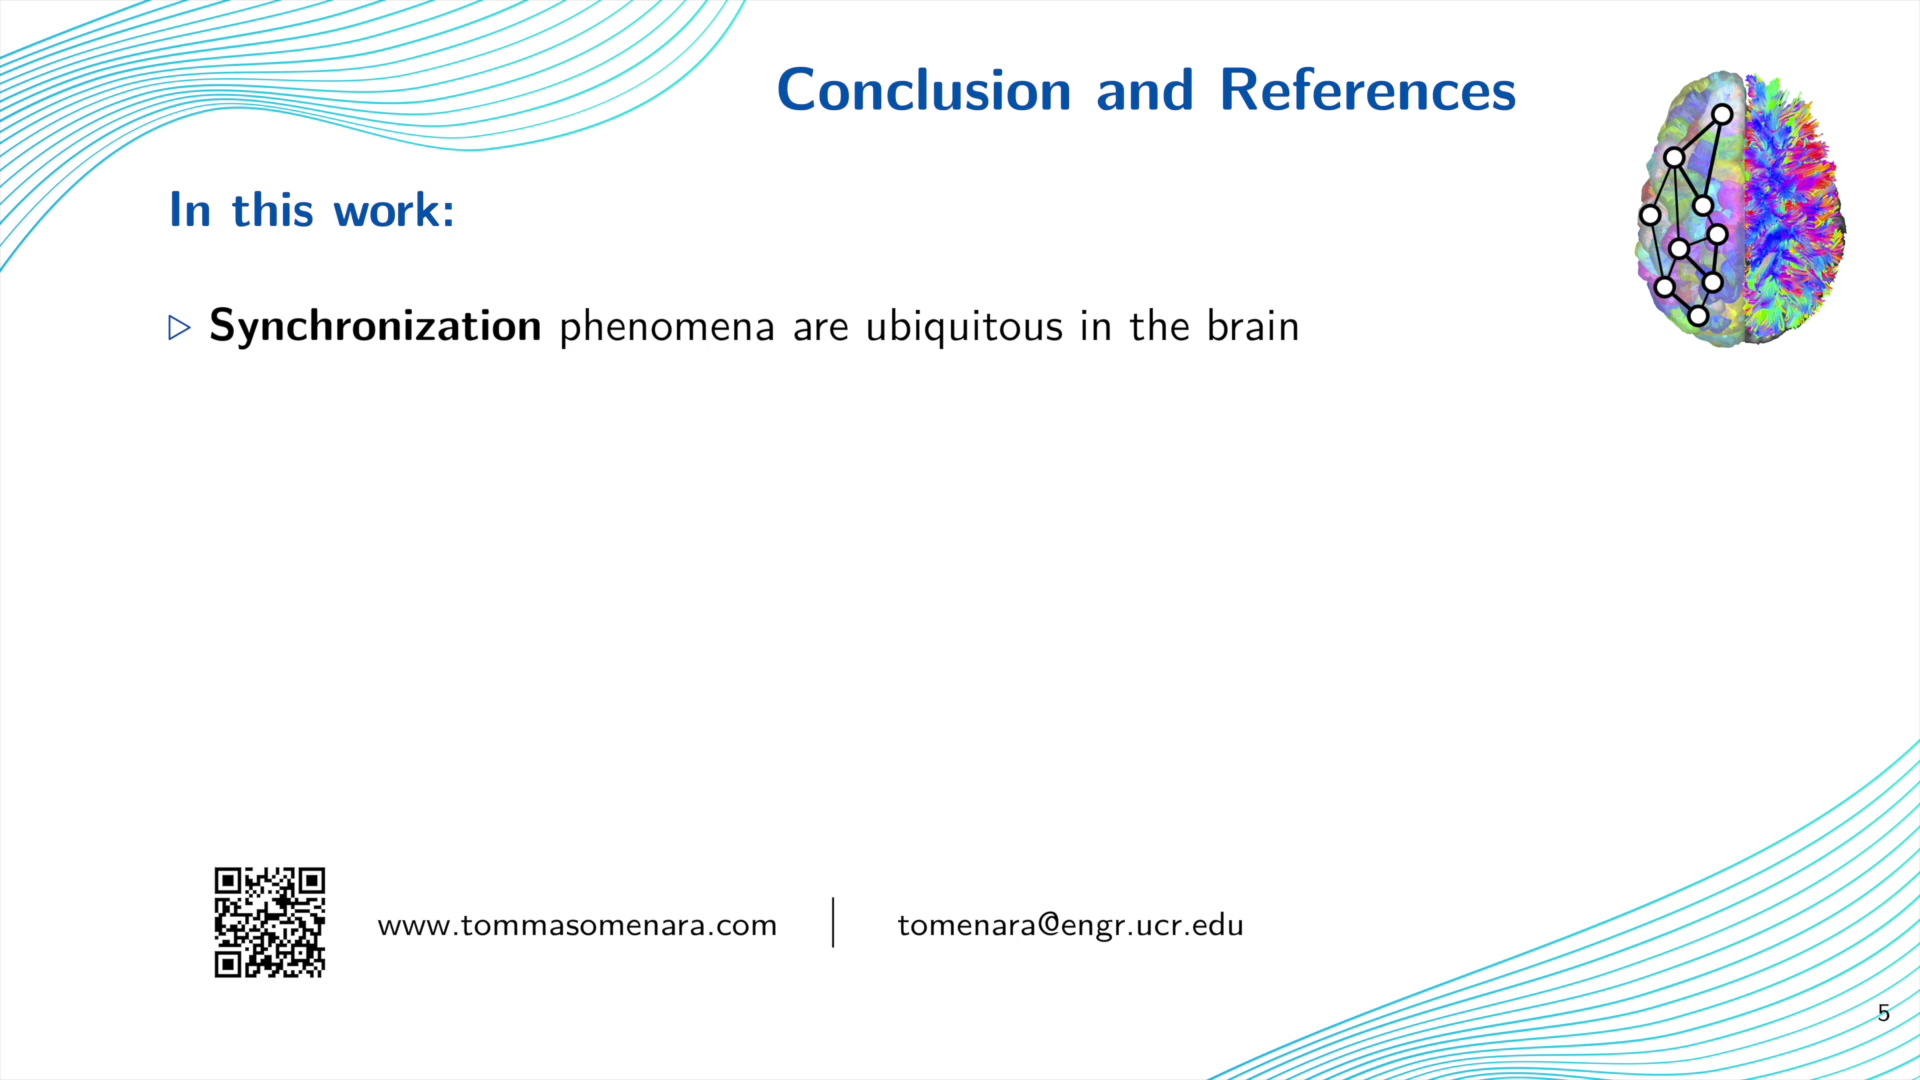 Conclusion and References
In this work:
▷ Synchronization phenomena are ubiquitous in the brain
www.tommasomenara.com | tomenara@engr.ucr.edu
5